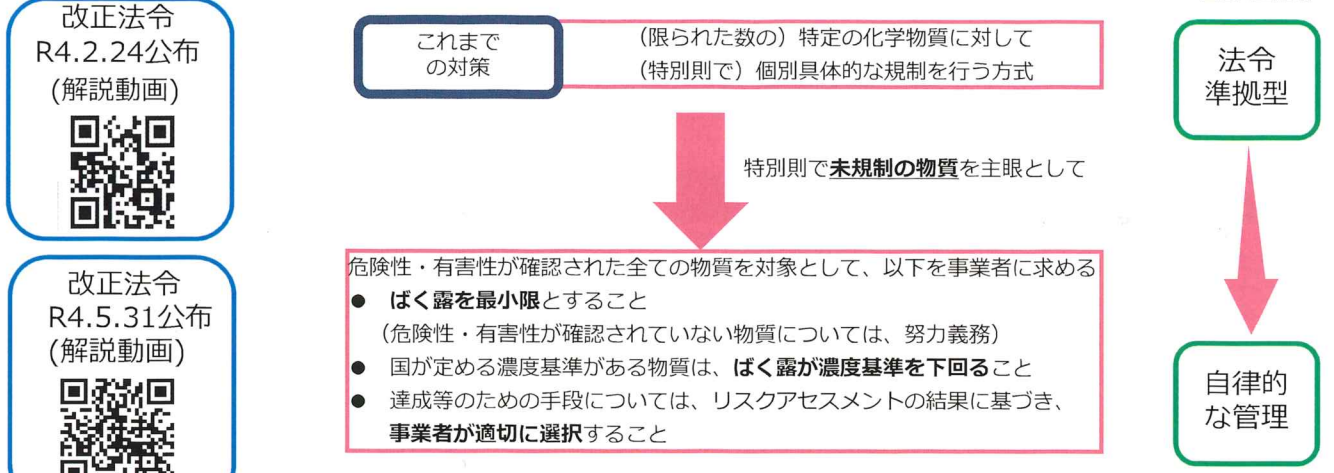 改正法令
R4.2.24公布
(解説動画)
これまで
の対策
(限られた数の)特定の化学物質に対して
(特別則で)個別具体的な規制を行う方式
法令
準拠型
特別則で未規制の物質を主眼として
改正法令
R4.5.31公布
(解説動画)
危険性・有害性が確認された全ての物質を対象として、以下を事業者に求める
● ばく露を最小限とすること
(危険性・有害性が確認されていない物質については、努力義務)
● 国が定める濃度基準がある物質は、ばく露が濃度基準を下回ること
● 達成等のための手段については、リスクアセスメントの結果に基づき、
事業者が適切に選択すること
自律的
な管理